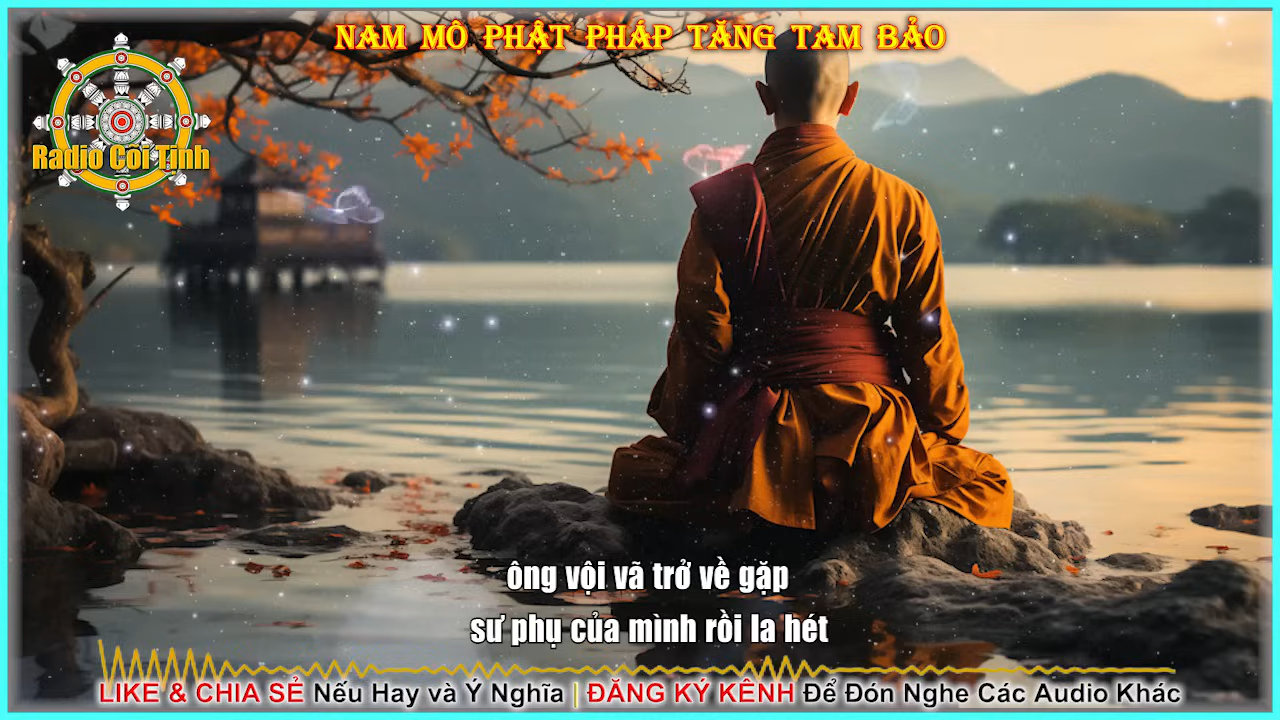 NAM MÔ PHẬT PHÁP TĂNG TAM BẢO
Radio Cõi Tịnh
ông vội vã trở về gặp
sư phụ của mình rồi la hét
LIKE & CHIA SẺ Nếu Hay và Ý Nghĩa | ĐĂNG KÝ KÊNH Để Đón Nghe Các Audio Khác